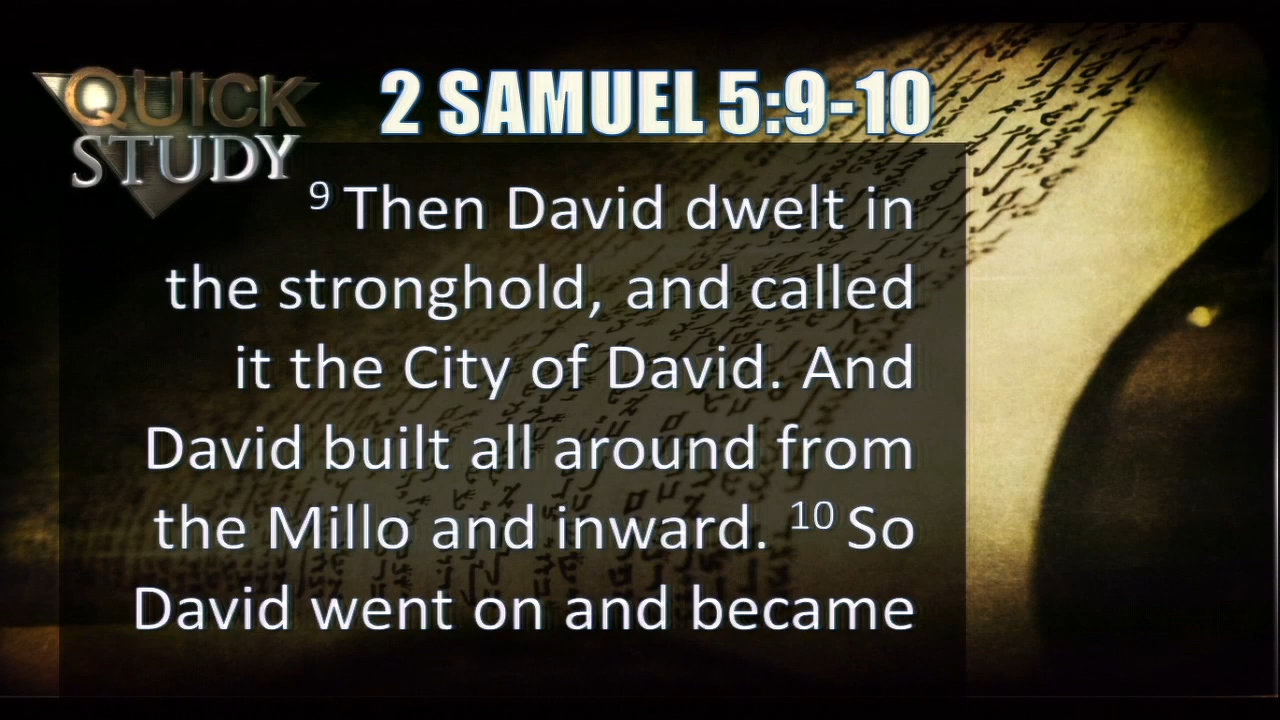 QUICK
STUDY
2 SAMUEL 5:9-10
9 Then David dwelt in
the stronghold, and called
it the City of David. And
David built all around from
the Millo and inward. 10 So
David went on and became